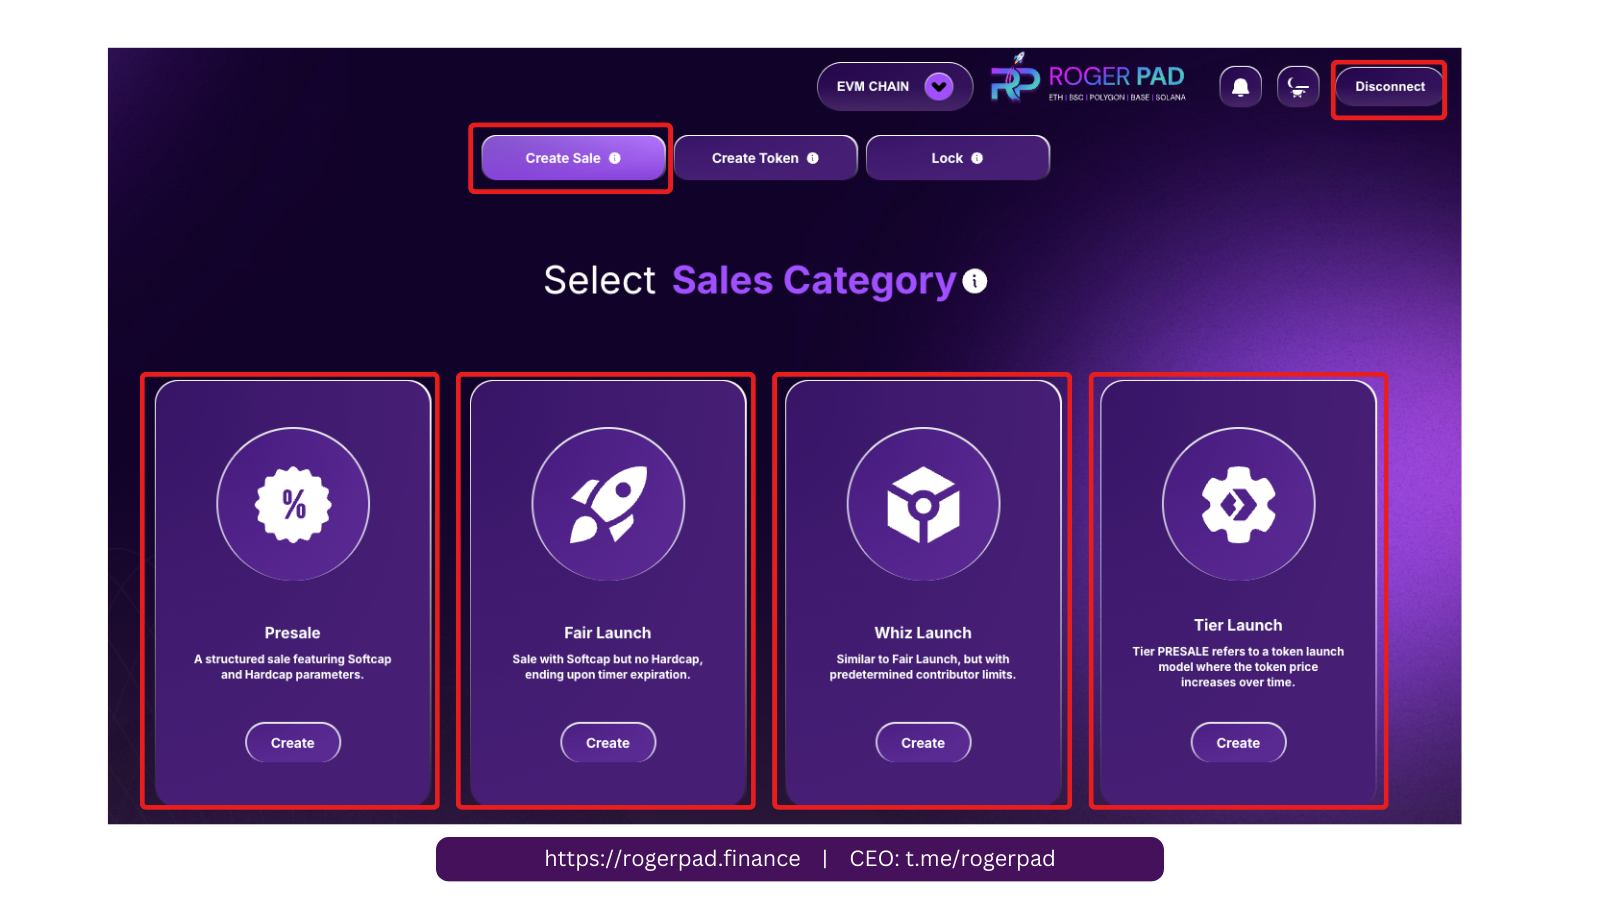 EVM CHAIN
ROGER PAD
ETH | BSC | POLYGON | BASE | SOLANA
Disconnect
Create Sale
Create Token
Lock
Select Sales Category
%
Presale
A structured sale featuring Softcap
and Hardcap parameters.
Create
Fair Launch
Sale with Softcap but no Hardcap,
ending upon timer expiration.
Create
Whiz Launch
Similar to Fair Launch, but with
predetermined contributor limits.
Create
Tier Launch
Tier PRESALE refers to a token launch
model where the token price
increases over time.
Create
https://rogerpad.finance | CEO: t.me/rogerpad